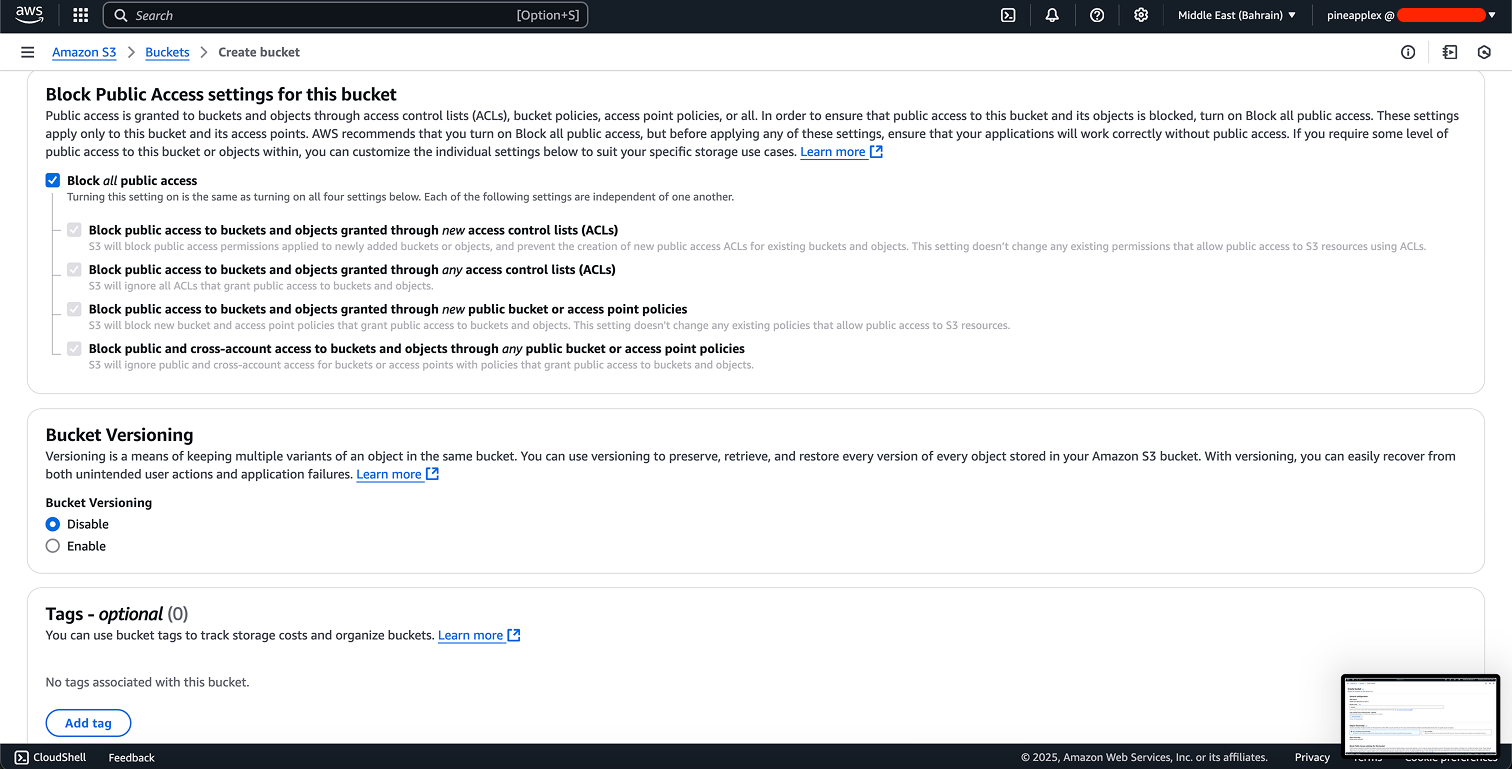 aws
Search [Option+S]
Middle East (Bahrain)
pineapplex @
Amazon S3 Buckets Create bucket
Block Public Access settings for this bucket
Public access is granted to buckets and objects through access control lists (ACLs), bucket policies, access point policies, or all. In order to ensure that public access to this bucket and its objects is blocked, turn on Block all public access. These settings
apply only to this bucket and its access points. AWS recommends that you turn on Block all public access, but before applying any of these settings, ensure that your applications will work correctly without public access. If you require some level of
public access to this bucket or objects within, you can customize the individual settings below to suit your specific storage use cases. Learn more
Block all public access
Turning this setting on is the same as turning on all four settings below. Each of the following settings are independent of one another.
Block public access to buckets and objects granted through new access control lists (ACLs)
S3 will block public access permissions applied to newly added buckets or objects, and prevent the creation of new public access ACLs for existing buckets and objects. This setting doesn't change any existing permissions that allow public access to S3 resources using ACLs.
Block public access to buckets and objects granted through any access control lists (ACLs)
S3 will ignore all ACLs that grant public access to buckets and objects.
Block public access to buckets and objects granted through new public bucket or access point policies
S3 will block new bucket and access point policies that grant public access to buckets and objects. This setting doesn't change any existing policies that allow public access to S3 resources.
Block public and cross-account access to buckets and objects through any public bucket or access point policies
S3 will ignore public and cross-account access for buckets or access points with policies that grant public access to buckets and objects.
Bucket Versioning
Versioning is a means of keeping multiple variants of an object in the same bucket. You can use versioning to preserve, retrieve, and restore every version of every object stored in your Amazon S3 bucket. With versioning, you can easily recover from
both unintended user actions and application failures. Learn more
Bucket Versioning
Disable
Enable
Tags - optional (0)
You can use bucket tags to track storage costs and organize buckets. Learn more
No tags associated with this bucket.
Add tag
CloudShell Feedback
© 2025, Amazon Web Services, Inc. or its affiliates. Privacy Terms Cookie preferences